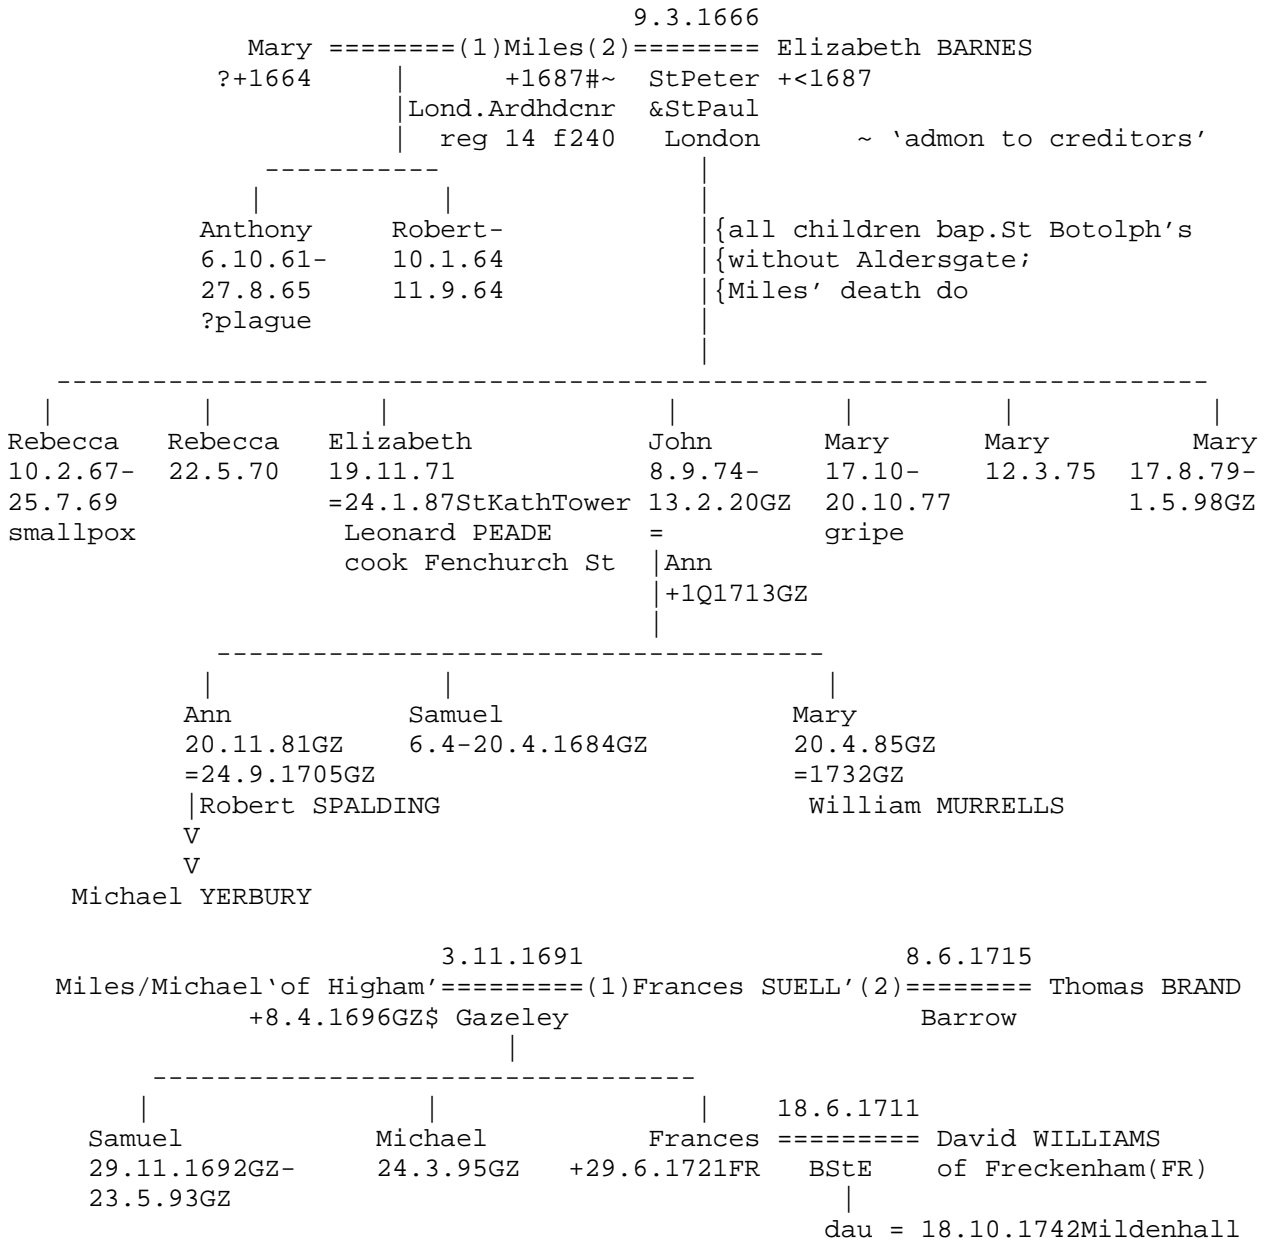 9.3.1666
Mary ========(1)Miles(2)======== Elizabeth BARNES
?+1664 | +1687#~ StPeter +<1687
|Lond.Ardhdcnr &StPaul
| reg 14 f240 London ~ ‘admon to creditors’
----------- |
| | |
Anthony Robert- |{all children bap.St Botolph’s
6.10.61- 10.1.64 |{without Aldersgate;
27.8.65 11.9.64 |{Miles’ death do
?plague |
|
------------------------------------------------------------------------
| | | | | | |
Rebecca Rebecca Elizabeth John Mary Mary Mary
10.2.67- 22.5.70 19.11.71 8.9.74- 17.10- 12.3.75 17.8.79-
25.7.69 =24.1.87StKathTower 13.2.20GZ 20.10.77 1.5.98GZ
smallpox Leonard PEADE = gripe
cook Fenchurch St |Ann
|+1Q1713GZ
|
--------------------------------------
| | |
Ann Samuel Mary
20.11.81GZ 6.4-20.4.1684GZ 20.4.85GZ
=24.9.1705GZ =1732GZ
|Robert SPALDING William MURRELLS
V
V
Michael YERBURY
3.11.1691 8.6.1715
Miles/Michael‘of Higham’=========(1)Frances SUELL’(2)======== Thomas BRAND
+8.4.1696GZ$ Gazeley Barrow
|
----------------------------------
| | | 18.6.1711
Samuel Michael Frances ========= David WILLIAMS
29.11.1692GZ- 24.3.95GZ +29.6.1721FR BStE of Freckenham(FR)
23.5.93GZ |
dau = 18.10.1742Mildenhall